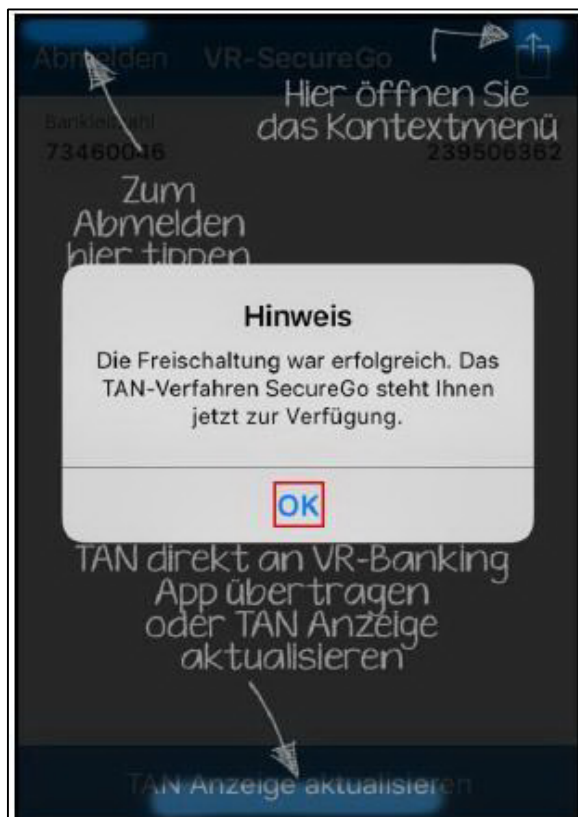 Abmelden VR-SecureGo
Hier öffnen Sie
das Kontextmenü
Bankleitzahl
73460046 239506362
Zum
Abmelden
hier tippen
Hinweis
Die Freischaltung war erfolgreich. Das
TAN-Verfahren SecureGo steht Ihnen
jetzt zur Verfügung.
OK
TAN direkt an VR-Banking
App übertragen
oder TAN Anzeige
aktualisieren
TAN Anzeige aktualisieren